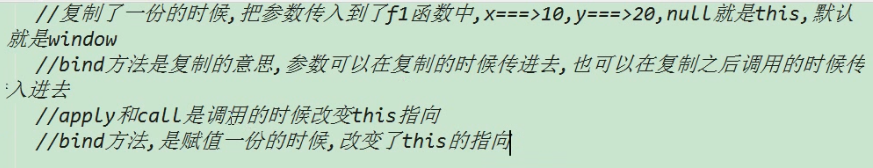 //复制了一份的时候,把参数传入到了f1函数中,x===>10,y===>20,null就是this,默认
就是window
//bind方法是复制的意思,参数可以在复制的时候传进去,也可以在复制之后调用的时候传
入进去
//apply和call是调用的时候改变this指向
//bind方法,是赋值一份的时候,改变了this的指向